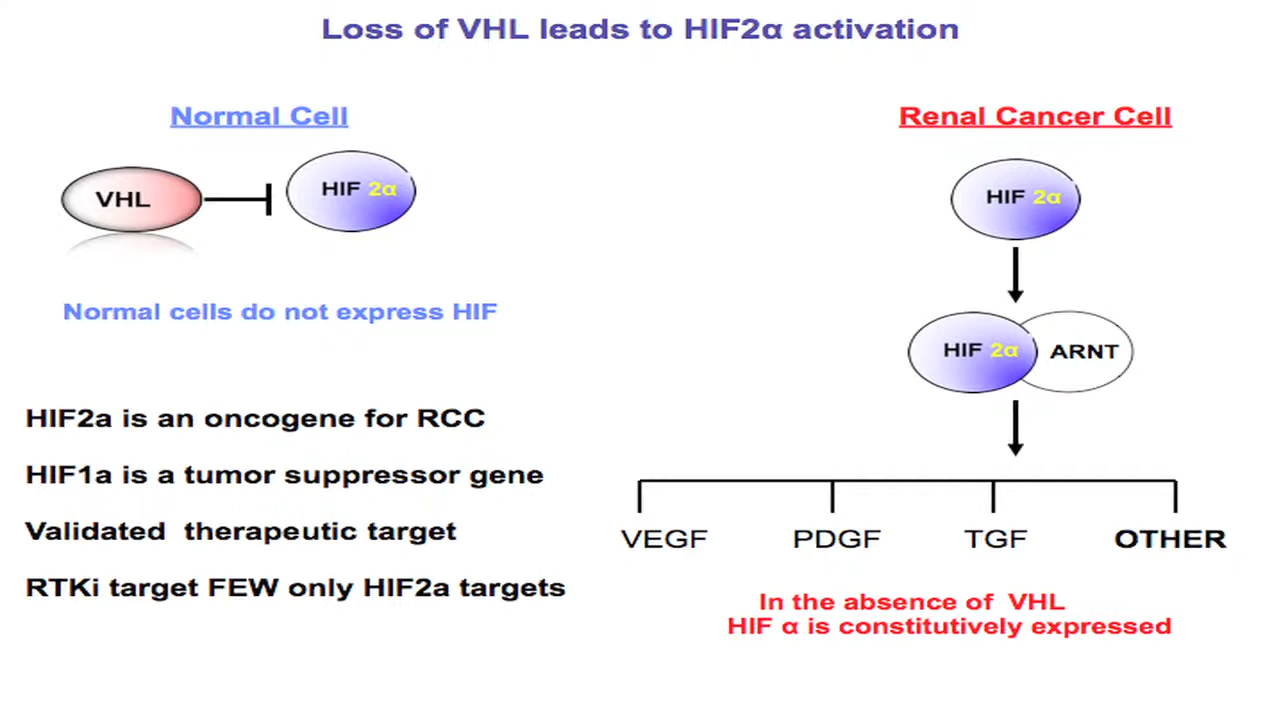 Loss of VHL leads to HIF2α activation
Normal Cell
VHL
HIF 2α
Normal cells do not express HIF
HIF2a is an oncogene for RCC
HIF1a is a tumor suppressor gene
Validated therapeutic target
RTKi target FEW only HIF2a targets
Renal Cancer Cell
HIF 2α
HIF 2α
ARNT
VEGF
PDGF
TGF
OTHER
In the absence of VHL
HIF α is constitutively expressed